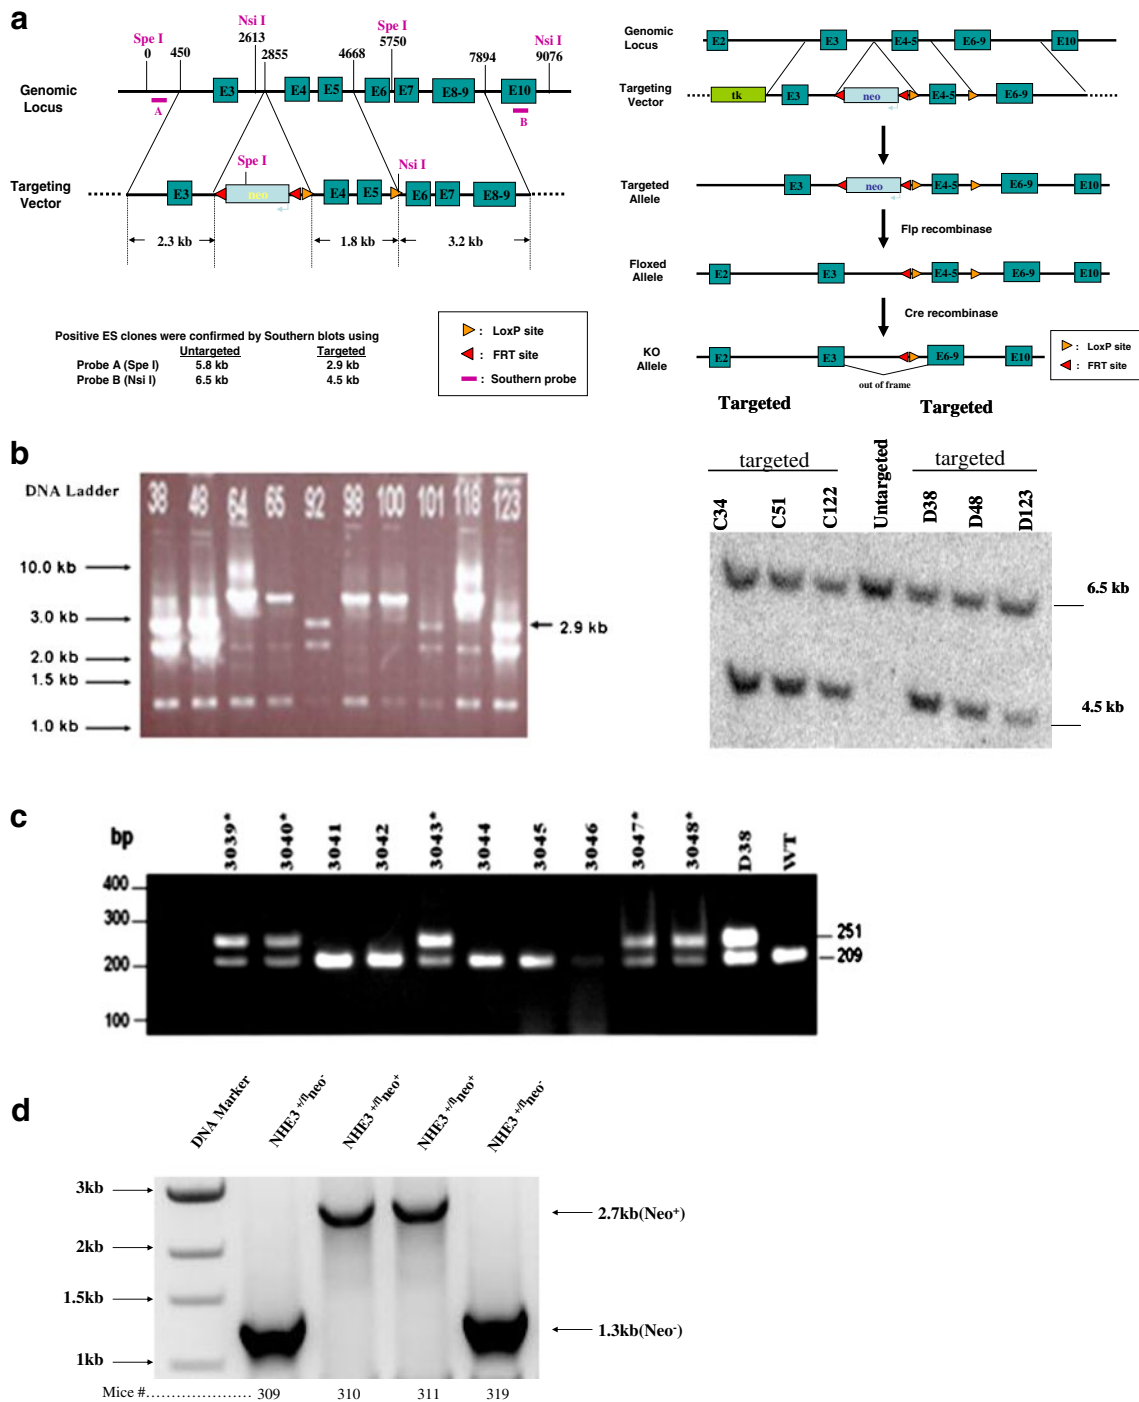 a
Spe I
0
450
Nsi I
2613
2855
4668
Spe I
5750
7894
Nsi I
9076
Genomic
Locus
E3
E4
E5
E6
E7
E8-9
E10
A
B
Spe I
Nsi I
Targeting
Vector
E3
neo
E4
E5
E6
E7
E8-9
2.3 kb
1.8 kb
3.2 kb
Positive ES clones were confirmed by Southern blots using
Untargeted Targeted
Probe A (Spe I) 5.8 kb 2.9 kb
Probe B (Nsi I) 6.5 kb 4.5 kb
: LoxP site
: FRT site
: Southern probe
Genomic
Locus
E2
E3
E4-5
E6-9
E10
Targeting
Vector
tk
E3
neo
E4-5
E6-9
Targeted
Allele
E3
neo
E4-5
E6-9
E10
Flp recombinase
Floxed
Allele
E2
E3
E4-5
E6-9
E10
Cre recombinase
KO
Allele
E2
E3
E6-9
E10
out of frame
: LoxP site
: FRT site
Targeted
Targeted
b
DNA Ladder
38 48 64 65 92 98 100 101 118 123
10.0 kb
3.0 kb
2.0 kb
1.5 kb
1.0 kb
2.9 kb
targeted
Untargeted
targeted
C34
C51
C122
D38
D48
D123
6.5 kb
4.5 kb
c
bp
3039*
3040*
3041
3042
3043*
3044
3045
3046
3047*
3048*
D38
WT
400
300
200
100
251
209
d
DNA Marker
NHE3+/fl neo-
NHE3+/fl neo+
NHE3+/fl neo+
NHE3+/fl neo-
3kb
2kb
1.5kb
1kb
2.7kb(Neo+)
1.3kb(Neo-)
Mice #..................... 309 310 311 319